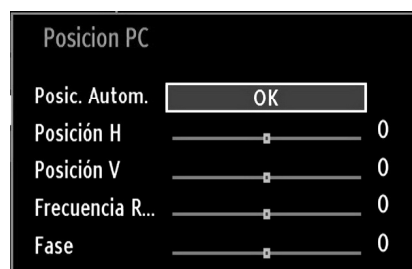 Posicion PC
Posic. Autom. OK
Posición H 0
Posición V 0
Frecuencia R... 0
Fase 0